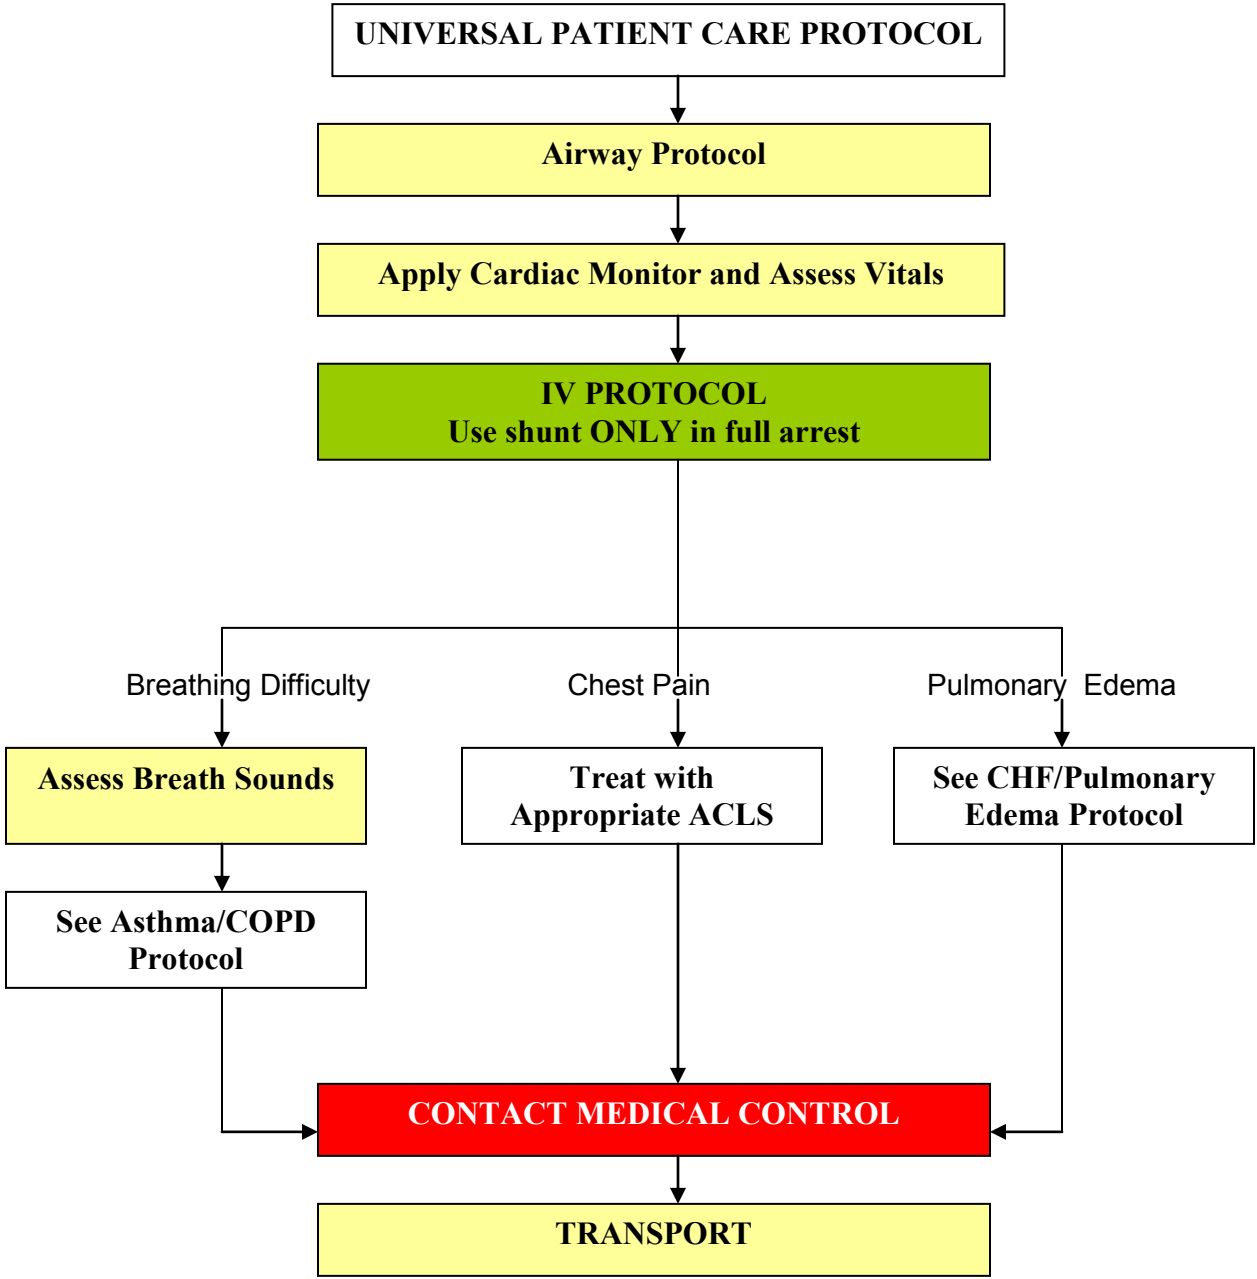 UNIVERSAL PATIENT CARE PROTOCOL
Airway Protocol
Apply Cardiac Monitor and Assess Vitals
IV PROTOCOL
Use shunt ONLY in full arrest
Breathing Difficulty
Chest Pain
Pulmonary Edema
Assess Breath Sounds
Treat with
Appropriate ACLS
See CHF/Pulmonary
Edema Protocol
See Asthma/COPD
Protocol
CONTACT MEDICAL CONTROL
TRANSPORT